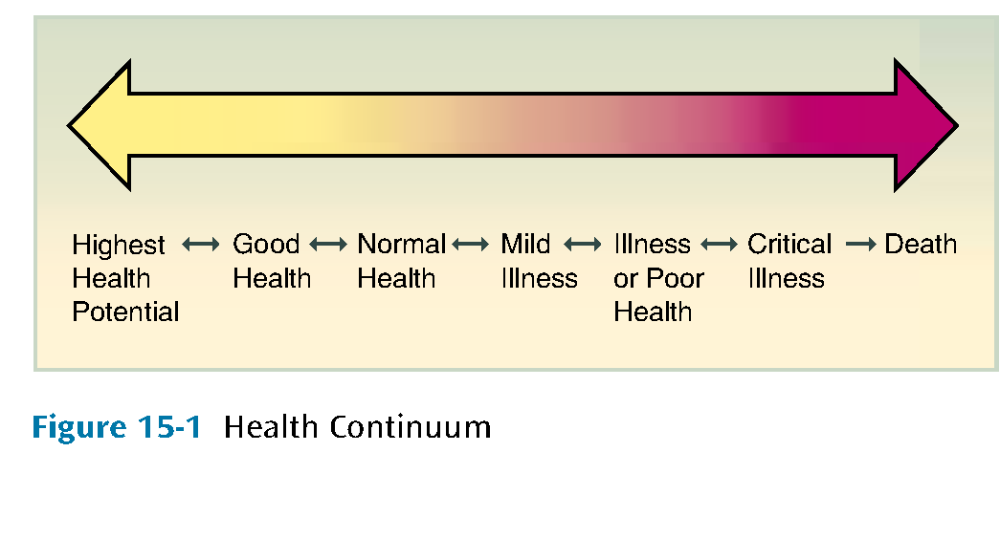 Highest ↔ Good ↔ Normal ↔ Mild ↔ Illness ↔ Critical → Death
Health Health Health Illness or Poor Illness
Potential Health
Figure 15-1 Health Continuum